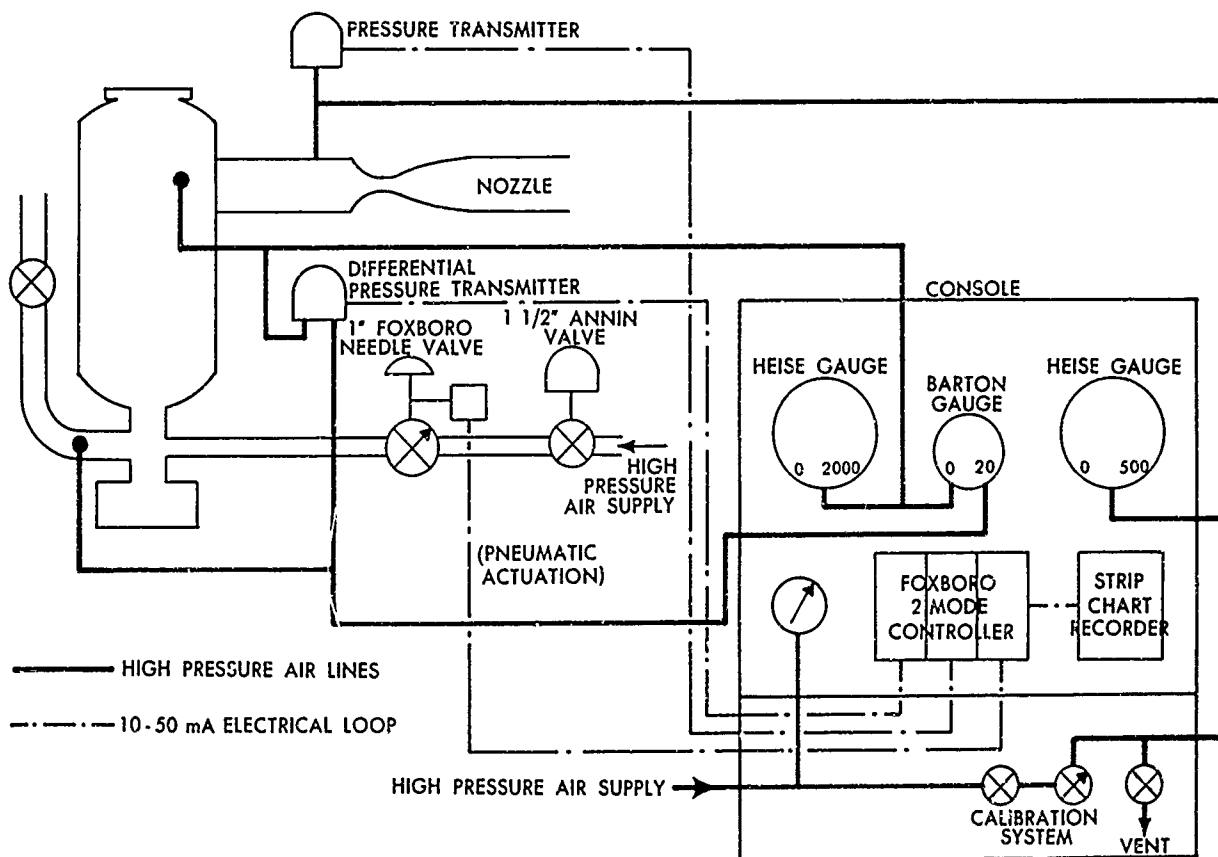 PRESSURE TRANSMITTER
NOZZLE
DIFFERENTIAL
PRESSURE TRANSMITTER
1" FOXBORO
NEEDLE VALVE
1 1/2" ANNIN
VALVE
HIGH
PRESSURE
AIR SUPPLY
(PNEUMATIC
ACTUATION)
CONSOLE
HEISE GAUGE
0 2000
BARTON
GAUGE
0 20
HEISE GAUGE
0 500
FOXBORO
2 MODE
CONTROLLER
STRIP
CHART
RECORDER
HIGH PRESSURE AIR LINES
10-50 mA ELECTRICAL LOOP
HIGH PRESSURE AIR SUPPLY
CALIBRATION
SYSTEM
VENT